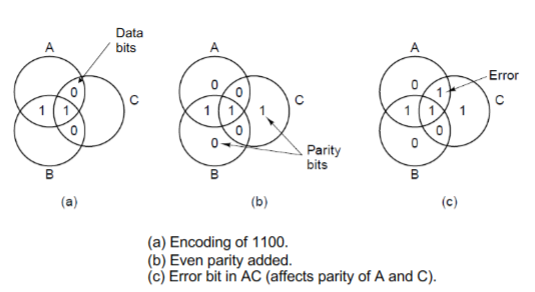 Data
bits
A
0
1
1
0
C
B
(a)
A
0
0
1
1
1
0
0
C
B
Parity
bits
(b)
A
0
1
1
1
1
0
0
C
B
Error
(c)
(a) Encoding of 1100.
(b) Even parity added.
(c) Error bit in AC (affects parity of A and C).